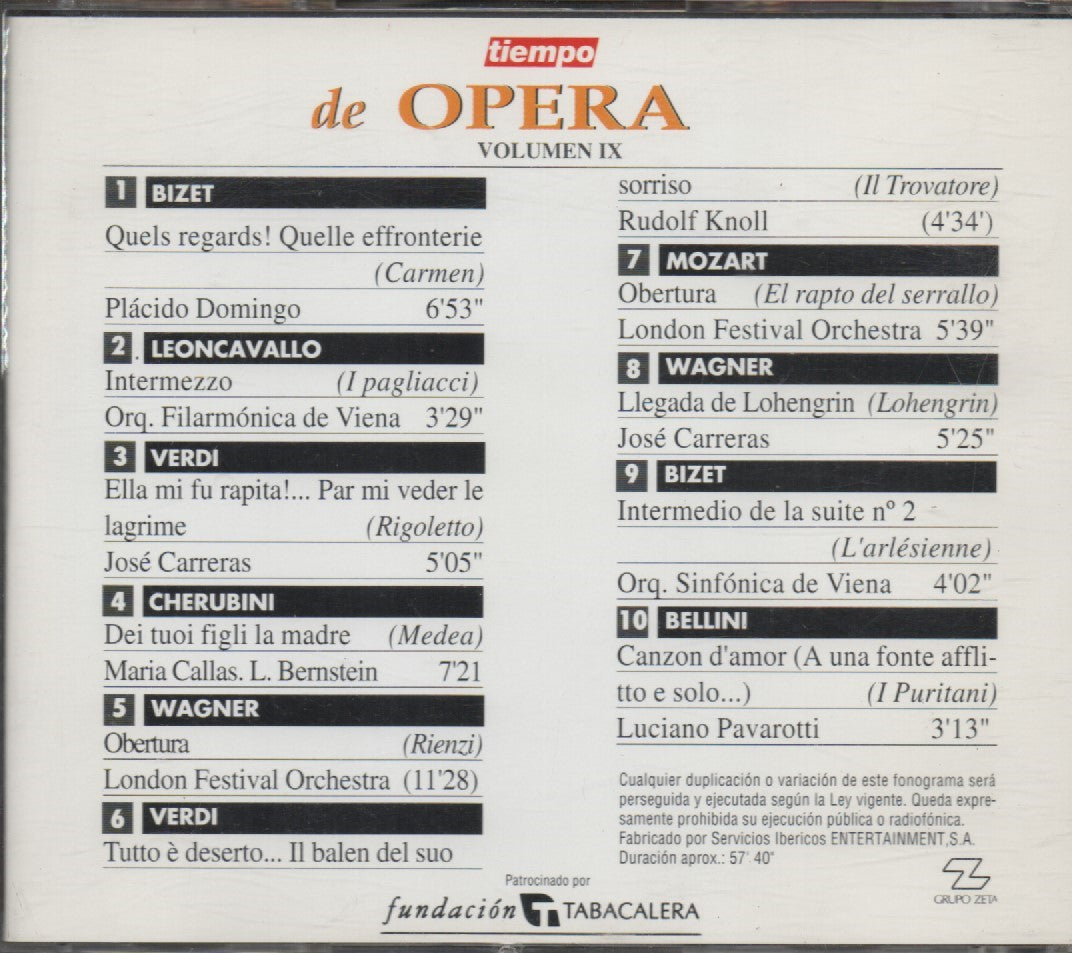 tiempo
de OPERA
VOLUMEN IX
1 BIZET
Quels regards! Quelle effronterie
(Carmen)
Plácido Domingo 6'53"
2. LEONCAVALLO
Intermezzo (I pagliacci)
Orq. Filarmónica de Viena 3'29"
3 VERDI
Ella mi fu rapita!... Par mi veder le
lagrime (Rigoletto)
José Carreras 5'05"
4 CHERUBINI
Dei tuoi figli la madre (Medea)
Maria Callas. L. Bernstein 7'21
5 WAGNER
Obertura (Rienzi)
London Festival Orchestra (11'28)
6 VERDI
Tutto è deserto... Il balen del suo
sorriso (Il Trovatore)
Rudolf Knoll (4'34')
7 MOZART
Obertura (El rapto del serrallo)
London Festival Orchestra 5'39"
8 WAGNER
Llegada de Lohengrin (Lohengrin)
José Carreras 5'25"
9 BIZET
Intermedio de la suite nº 2
(L'arlésienne)
Orq. Sinfónica de Viena 4'02"
10 BELLINI
Canzon d'amor (A una fonte affli-
tto e solo...) (I Puritani)
Luciano Pavarotti 3'13"
Cualquier duplicación o variación de este fonograma será
perseguida y ejecutada según la Ley vigente. Queda expre-
samente prohibida su ejecución pública o radiofónica.
Fabricado por Servicios Ibericos ENTERTAINMENT,S.A.
Duración aprox.: 57' 40"
GRUPO ZETA
Patrocinado por
fundación TABACALERA